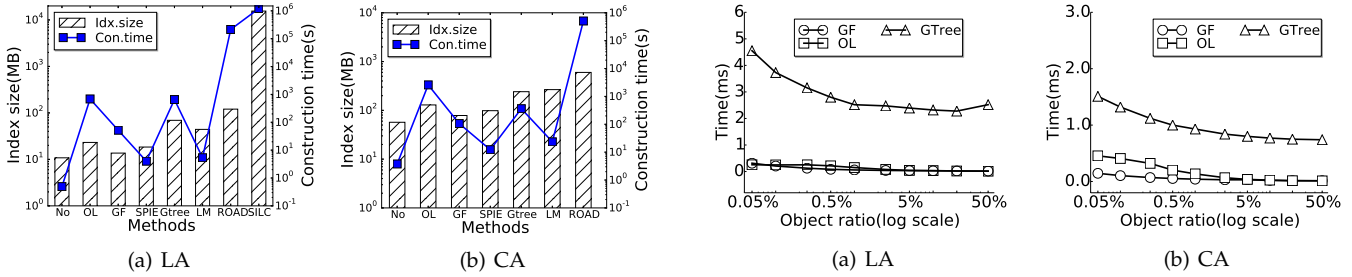 10^4
10^3
10^2
10^1
10^0
Index size(MB)
Idx.size
Con.time
10^6
10^5
10^4
10^3
10^2
10^1
10^0
10^-1
Construction time(s)
No OL GF SPIE Gtree LM ROAD SILC
Methods
(a) LA
10^4
10^3
10^2
10^1
10^0
Index size(MB)
Idx.size
Con.time
10^6
10^5
10^4
10^3
10^2
10^1
10^0
10^-1
Construction time(s)
No OL GF SPIE Gtree LM ROAD
Methods
(b) CA
6
5
4
3
2
1
0
Time(ms)
GF GTree
OL
0.05% 0.5% 5% 50%
Object ratio(log scale)
(a) LA
3.0
2.0
1.0
0.0
Time(ms)
GF GTree
OL
0.05% 0.5% 5% 50%
Object ratio(log scale)
(b) CA